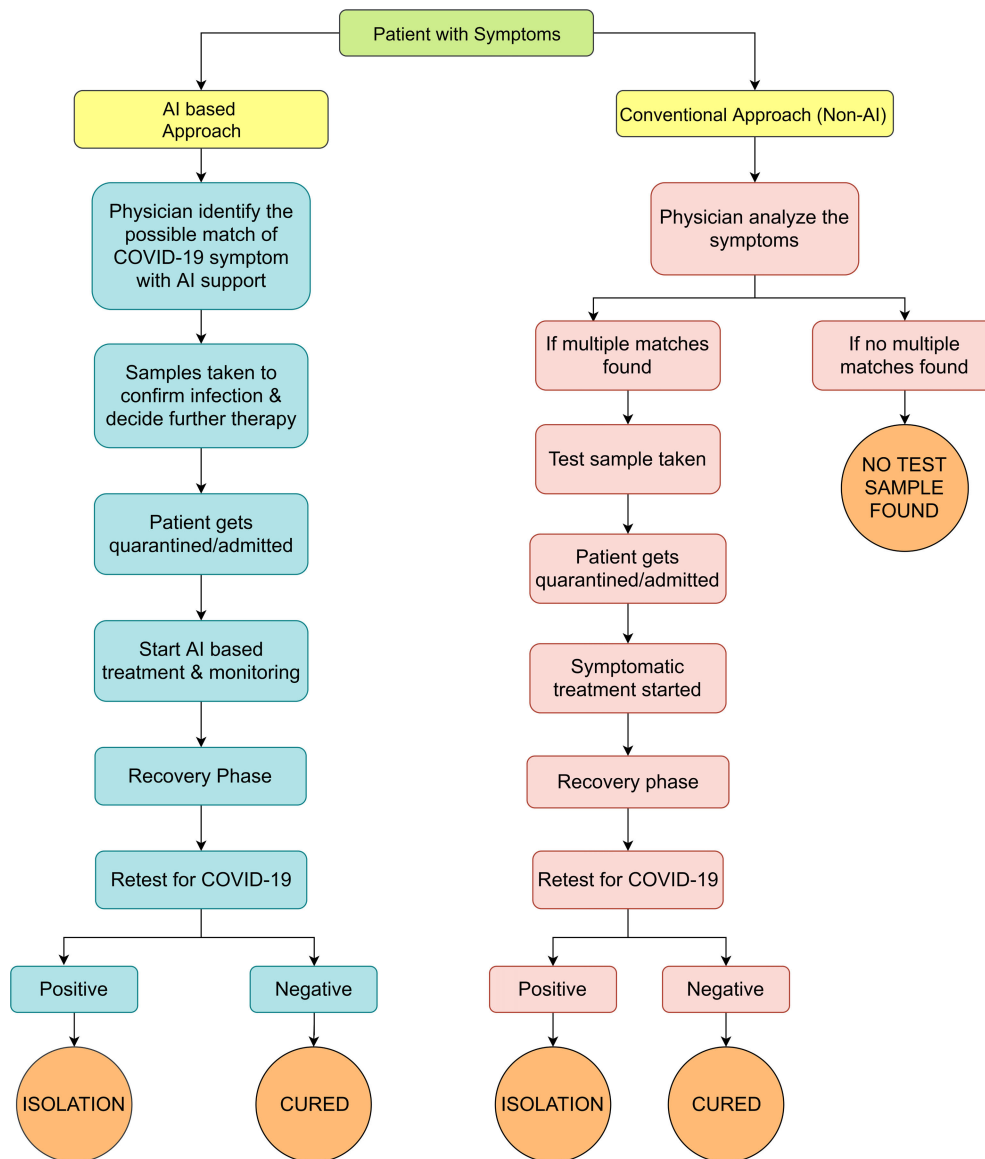 Patient with Symptoms
AI based
Approach
Physician identify the
possible match of
COVID-19 symptom
with AI support
Samples taken to
confirm infection &
decide further therapy
Patient gets
quarantined/admitted
Start AI based
treatment & monitoring
Recovery Phase
Retest for COVID-19
Positive
Negative
ISOLATION
CURED
Conventional Approach (Non-AI)
Physician analyze the
symptoms
If multiple matches
found
If no multiple
matches found
Test sample taken
NO TEST
SAMPLE
FOUND
Patient gets
quarantined/admitted
Symptomatic
treatment started
Recovery phase
Retest for COVID-19
Positive
Negative
ISOLATION
CURED